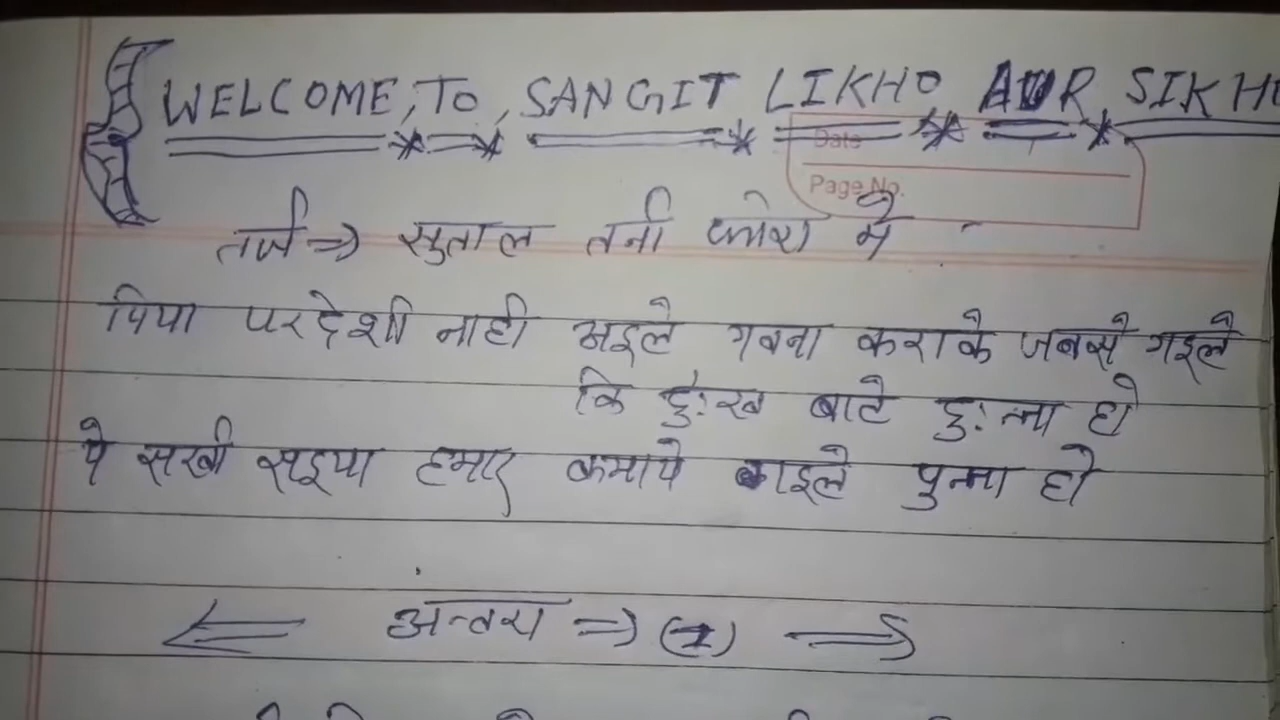 WELCOME, TO, SANGIT LIKHO AUR, SIKHO
Date
Page No.
तर्ज => सुताल तनी कोरा में
पिया परदेशी नाही अइले गवना कराके जबसे गइले
कि दुःख बाटे दुःन्ना हो
ये सखी सइया हमार कमाये गइले पुन्ना हो
अन्तरा => (1)